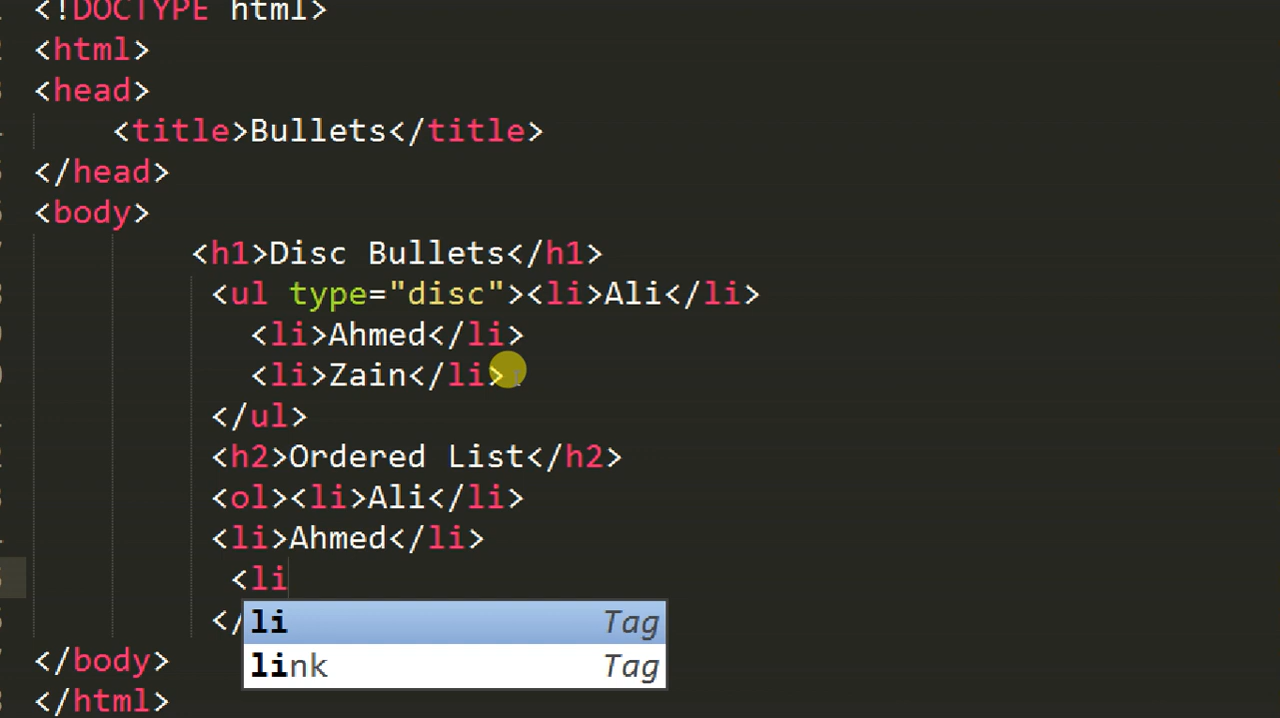 <!DOCTYPE html>
2 <html>
3 <head>
<title>Bullets</title>
</head>
<body>
<h1>Disc Bullets</h1>
<ul type="disc"><li>Ali</li>
<li>Ahmed</li>
<li>Zain</li>
</ul>
<h2>Ordered List</h2>
<ol><li>Ali</li>
<li>Ahmed</li>
<li
</
li Tag
link Tag
</body>
</html>